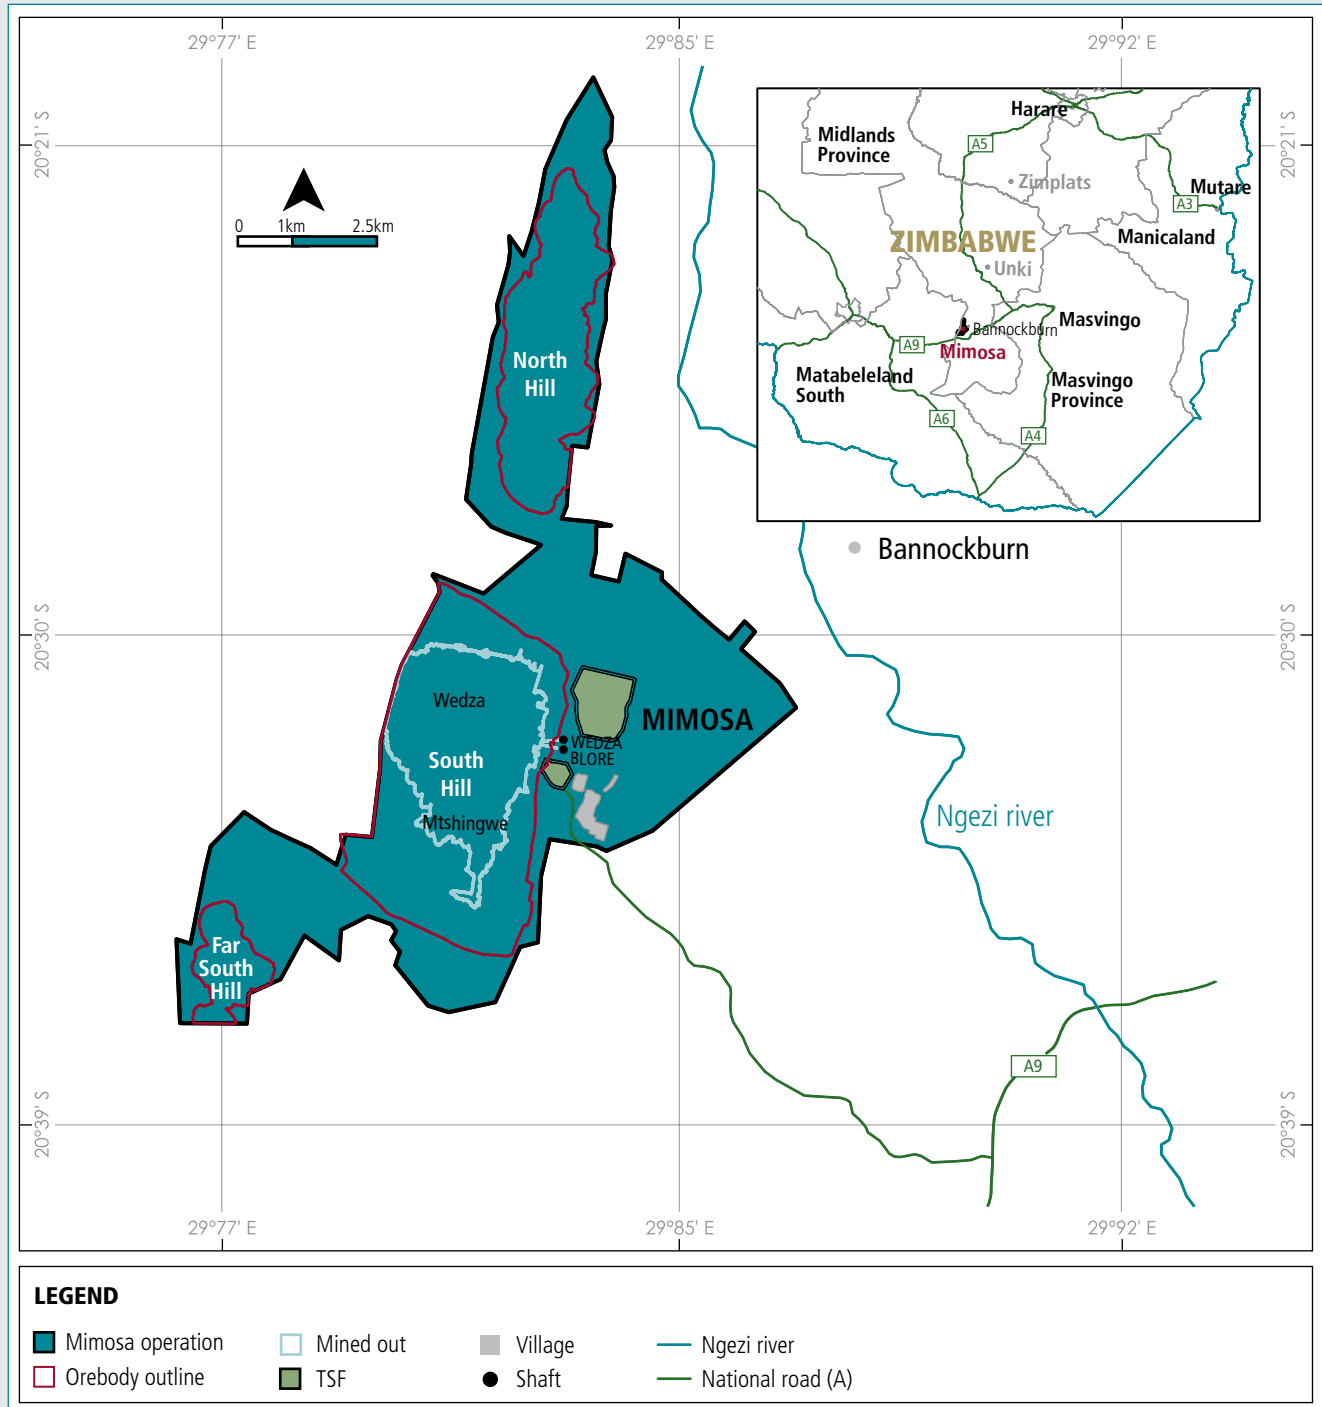 29°77' E
29°85' E
29°92' E
20°21' S
20°21' S
0 1km 2.5km
Harare
Midlands
Province
A5
Zimplats
Mutare
A3
Manicaland
ZIMBABWE
Unki
Masvingo
Bannockburn
A9
Mimosa
Matabeleland
South
Masvingo
Province
A6
A4
North
Hill
Bannockburn
20°30' S
20°30' S
Wedza
MIMOSA
WEDZA
BLORE
South
Hill
Mtshingwe
Ngezi river
Far
South
Hill
A9
20°39' S
20°39' S
29°77' E
29°85' E
29°92' E
LEGEND
Mimosa operation
Mined out
Village
Ngezi river
Orebody outline
TSF
Shaft
National road (A)